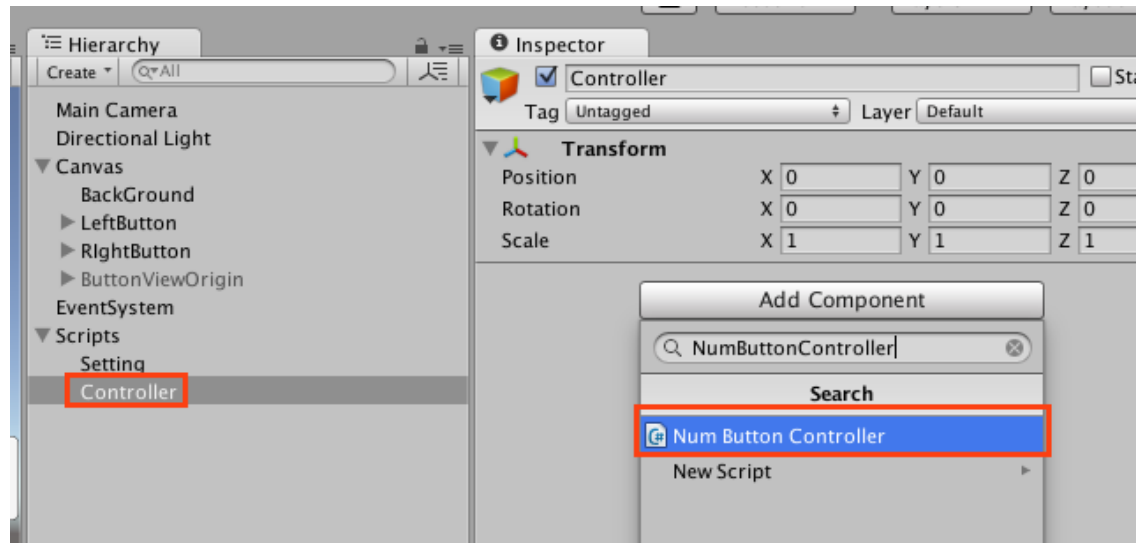 Hierarchy
Create All
Main Camera
Directional Light
Canvas
BackGround
LeftButton
RIghtButton
ButtonViewOrigin
EventSystem
Scripts
Setting
Controller
Inspector
Controller
Tag Untagged Layer Default
Transform
Position X 0 Y 0 Z 0
Rotation X 0 Y 0 Z 0
Scale X 1 Y 1 Z 1
Add Component
NumButtonController
Search
C# Num Button Controller
New Script